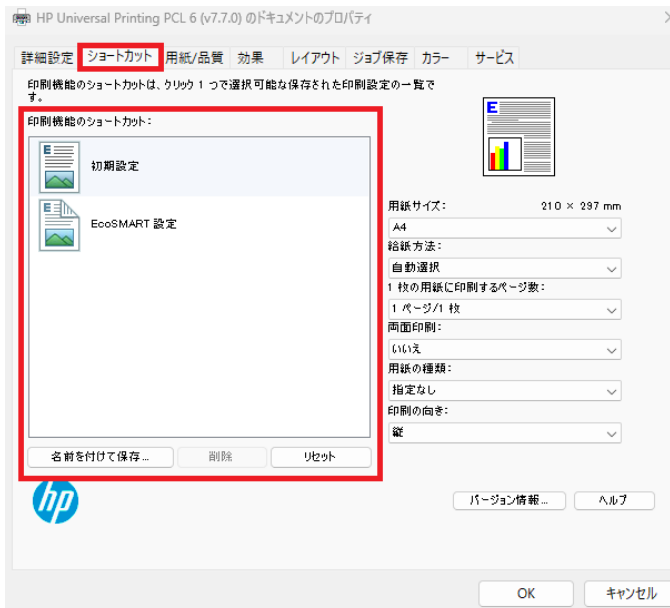 HP Universal Printing PCL 6 (v7.7.0) のドキュメントのプロパティ
詳細設定 ショートカット 用紙/品質 効果 レイアウト ジョブ保存 カラー サービス
印刷機能のショートカットは、クリック 1 つで選択可能な保存された印刷設定の一覧で
す。
印刷機能のショートカット:
初期設定
EcoSMART 設定
名前を付けて保存...
削除
リセット
E
用紙サイズ: 210 × 297 mm
A4
給紙方法:
自動選択
1 枚の用紙に印刷するページ数:
1 ページ/1 枚
両面印刷:
いいえ
用紙の種類:
指定なし
印刷の向き:
縦
hp
バージョン情報... ヘルプ
OK キャンセル